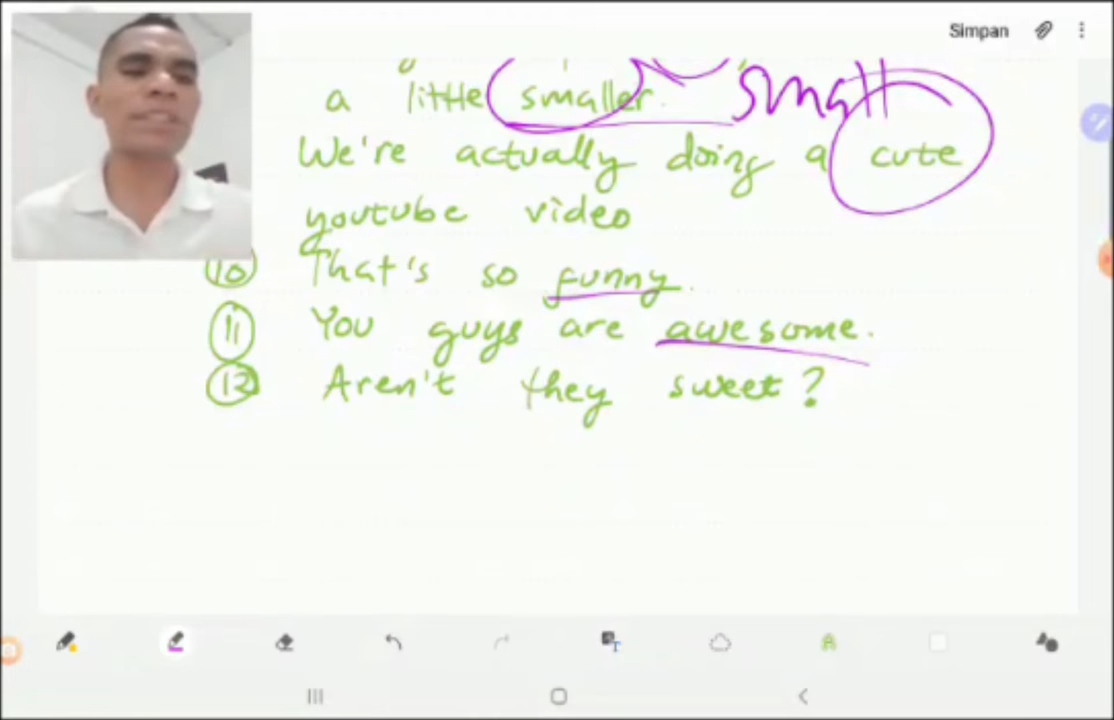 Simpan
a little smaller. small
We're actually doing a cute
youtube video
10 That's so funny.
11 You guys are awesome.
12 Aren't they sweet?